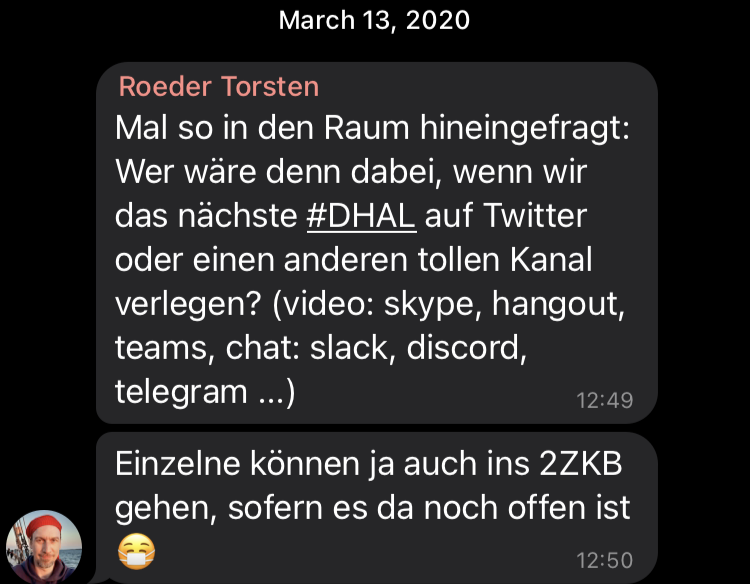 March 13, 2020
Roeder Torsten
Mal so in den Raum hineingefragt:
Wer wäre denn dabei, wenn wir
das nächste #DHAL auf Twitter
oder einen anderen tollen Kanal
verlegen? (video: skype, hangout,
teams, chat: slack, discord,
telegram ...)
12:49
Einzelne können ja auch ins 2ZKB
gehen, sofern es da noch offen ist
😷
12:50